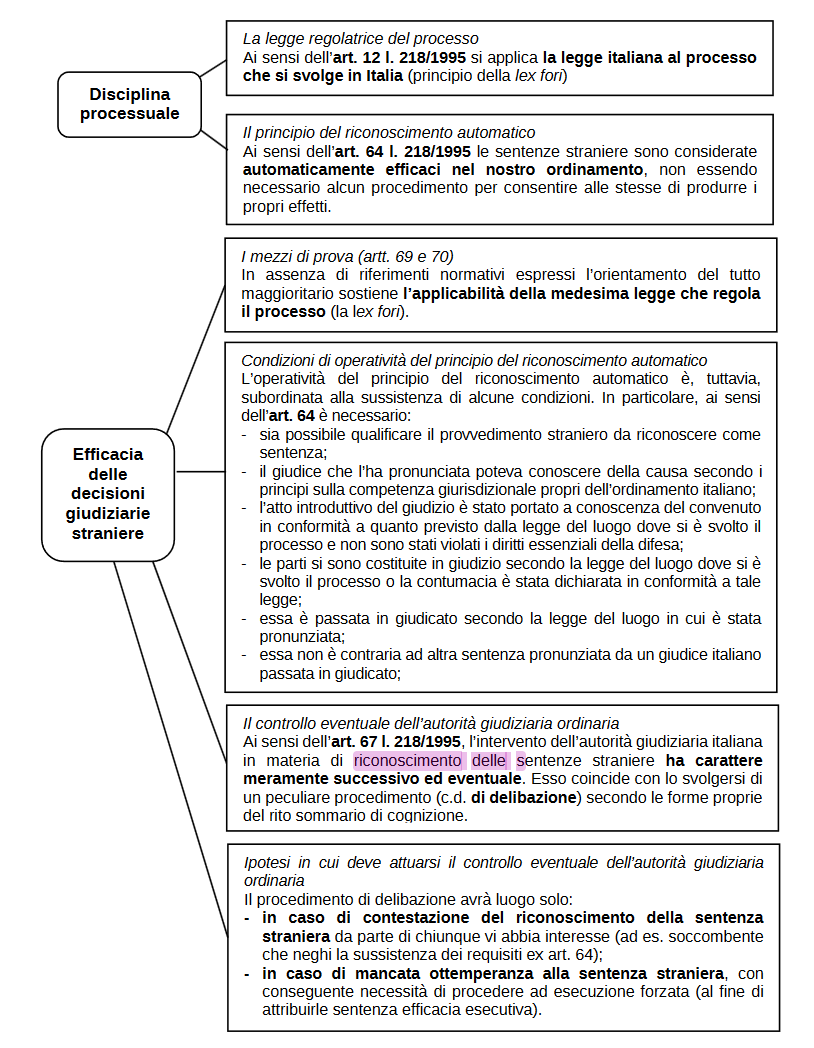 La legge regolatrice del processo
Ai sensi dell'art. 12 l. 218/1995 si applica la legge italiana al processo
che si svolge in Italia (principio della lex fori)
Disciplina
processuale
Il principio del riconoscimento automatico
Ai sensi dell'art. 64 l. 218/1995 le sentenze straniere sono considerate
automaticamente efficaci nel nostro ordinamento, non essendo
necessario alcun procedimento per consentire alle stesse di produrre i
propri effetti.
I mezzi di prova (artt. 69 e 70)
In assenza di riferimenti normativi espressi l'orientamento del tutto
maggioritario sostiene l'applicabilità della medesima legge che regola
il processo (la lex fori).
Condizioni di operatività del principio del riconoscimento automatico
L'operatività del principio del riconoscimento automatico è, tuttavia,
subordinata alla sussistenza di alcune condizioni. In particolare, ai sensi
dell'art. 64 è necessario:
- sia possibile qualificare il provvedimento straniero da riconoscere come
sentenza;
- il giudice che l'ha pronunciata poteva conoscere della causa secondo i
principi sulla competenza giurisdizionale propri dell'ordinamento italiano;
- l'atto introduttivo del giudizio è stato portato a conoscenza del convenuto
in conformità a quanto previsto dalla legge del luogo dove si è svolto il
processo e non sono stati violati i diritti essenziali della difesa;
- le parti si sono costituite in giudizio secondo la legge del luogo dove si è
svolto il processo o la contumacia è stata dichiarata in conformità a tale
legge;
- essa è passata in giudicato secondo la legge del luogo in cui è stata
pronunziata;
- essa non è contraria ad altra sentenza pronunziata da un giudice italiano
passata in giudicato;
Efficacia
delle
decisioni
giudiziarie
straniere
Il controllo eventuale dell'autorità giudiziaria ordinaria
Ai sensi dell'art. 67 l. 218/1995, l'intervento dell'autorità giudiziaria italiana
in materia di riconoscimento delle sentenze straniere ha carattere
meramente successivo ed eventuale. Esso coincide con lo svolgersi di
un peculiare procedimento (c.d. di delibazione) secondo le forme proprie
del rito sommario di cognizione.
Ipotesi in cui deve attuarsi il controllo eventuale dell'autorità giudiziaria
ordinaria
Il procedimento di delibazione avrà luogo solo:
- in caso di contestazione del riconoscimento della sentenza
straniera da parte di chiunque vi abbia interesse (ad es. soccombente
che neghi la sussistenza dei requisiti ex art. 64);
- in caso di mancata ottemperanza alla sentenza straniera, con
conseguente necessità di procedere ad esecuzione forzata (al fine di
attribuirle sentenza efficacia esecutiva).